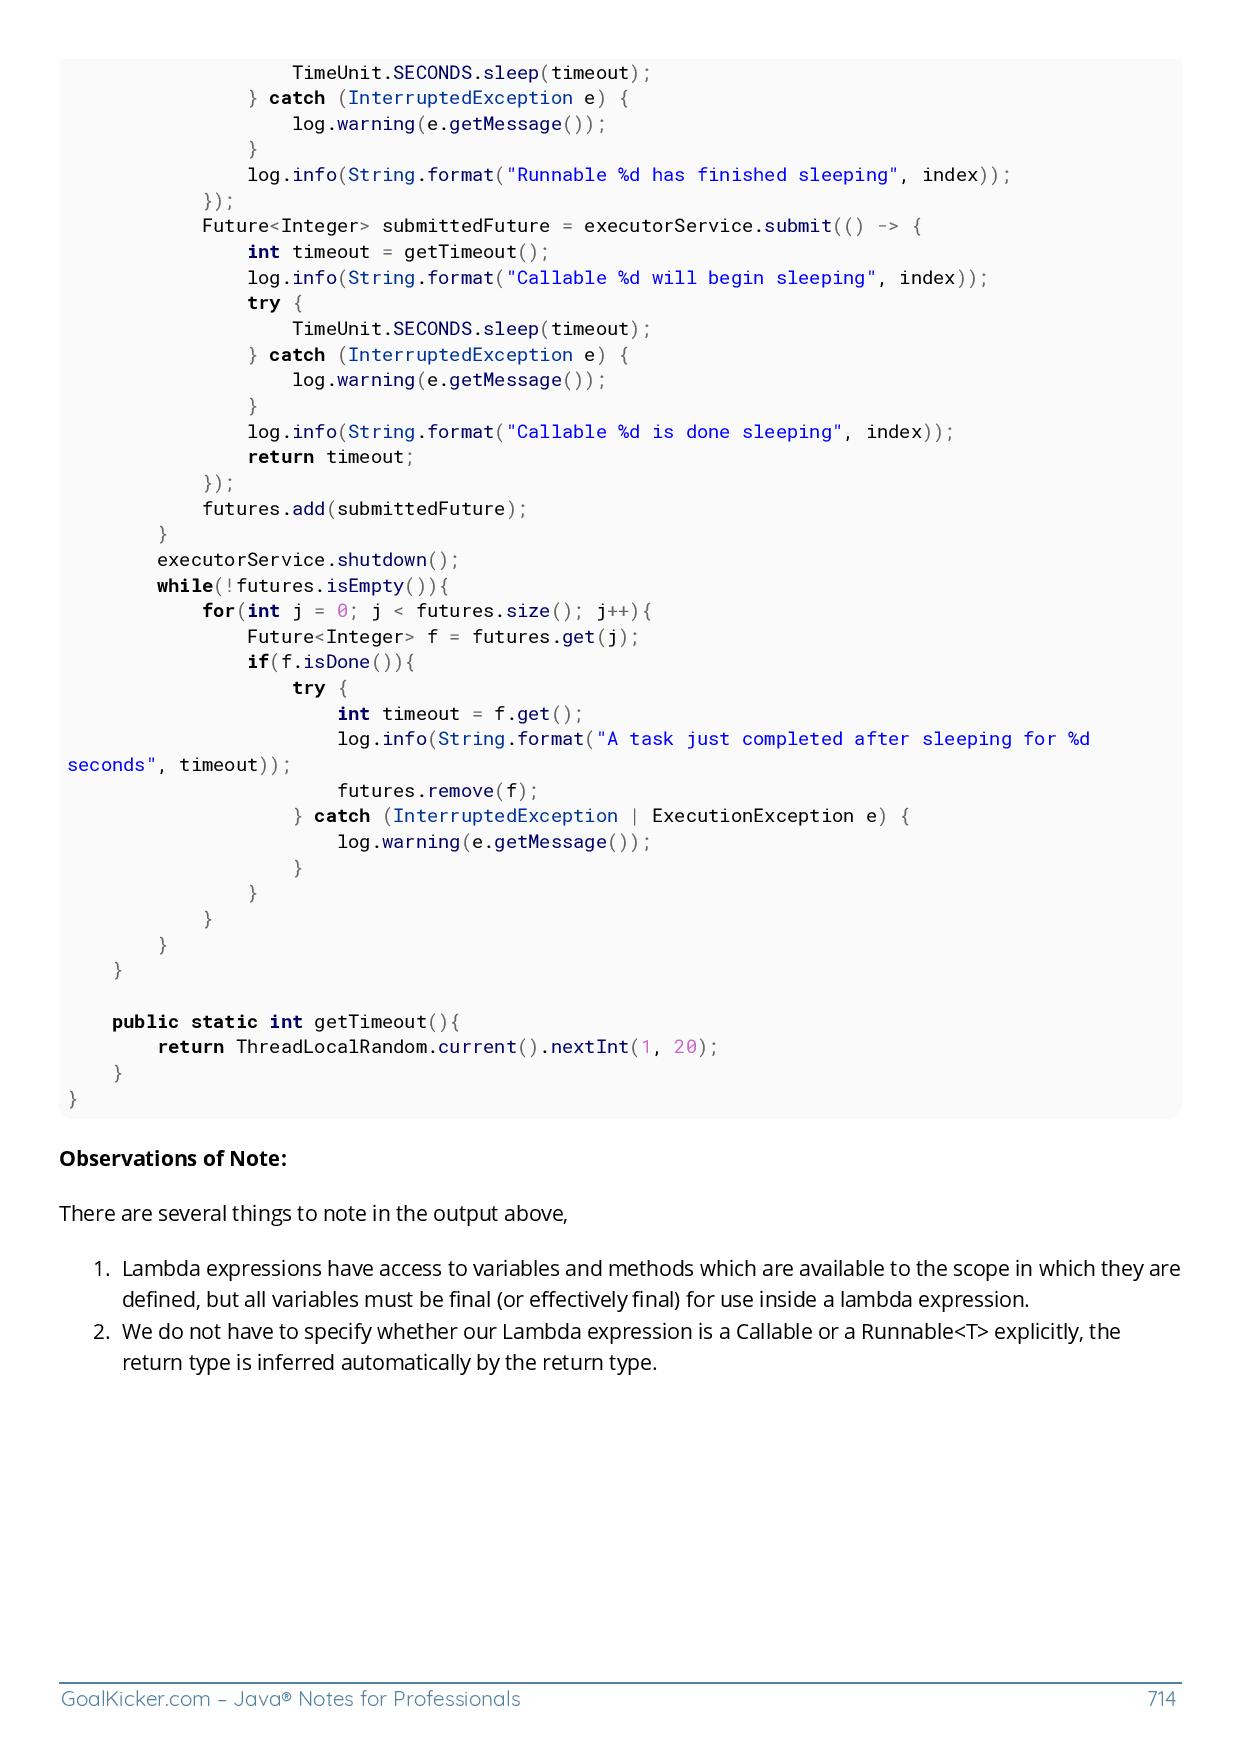 TimeUnit.SECONDS.sleep(timeout);
                } catch (InterruptedException e) {
                    log.warning(e.getMessage());
                }
                log.info(String.format("Runnable %d has finished sleeping", index));
            });
            Future<Integer> submittedFuture = executorService.submit(() -> {
                int timeout = getTimeout();
                log.info(String.format("Callable %d will begin sleeping", index));
                try {
                    TimeUnit.SECONDS.sleep(timeout);
                } catch (InterruptedException e) {
                    log.warning(e.getMessage());
                }
                log.info(String.format("Callable %d is done sleeping", index));
                return timeout;
            });
            futures.add(submittedFuture);
        }
        executorService.shutdown();
        while(!futures.isEmpty()){
            for(int j = 0; j < futures.size(); j++){
                Future<Integer> f = futures.get(j);
                if(f.isDone()){
                    try {
                        int timeout = f.get();
                        log.info(String.format("A task just completed after sleeping for %d
seconds", timeout));
                        futures.remove(f);
                    } catch (InterruptedException | ExecutionException e) {
                        log.warning(e.getMessage());
                    }
                }
            }
        }
    }

    public static int getTimeout(){
        return ThreadLocalRandom.current().nextInt(1, 20);
    }
}
Observations of Note:
There are several things to note in the output above,
1. Lambda expressions have access to variables and methods which are available to the scope in which they are
defined, but all variables must be final (or effectively final) for use inside a lambda expression.
2. We do not have to specify whether our Lambda expression is a Callable or a Runnable<T> explicitly, the
return type is inferred automatically by the return type.
GoalKicker.com – Java® Notes for Professionals 714